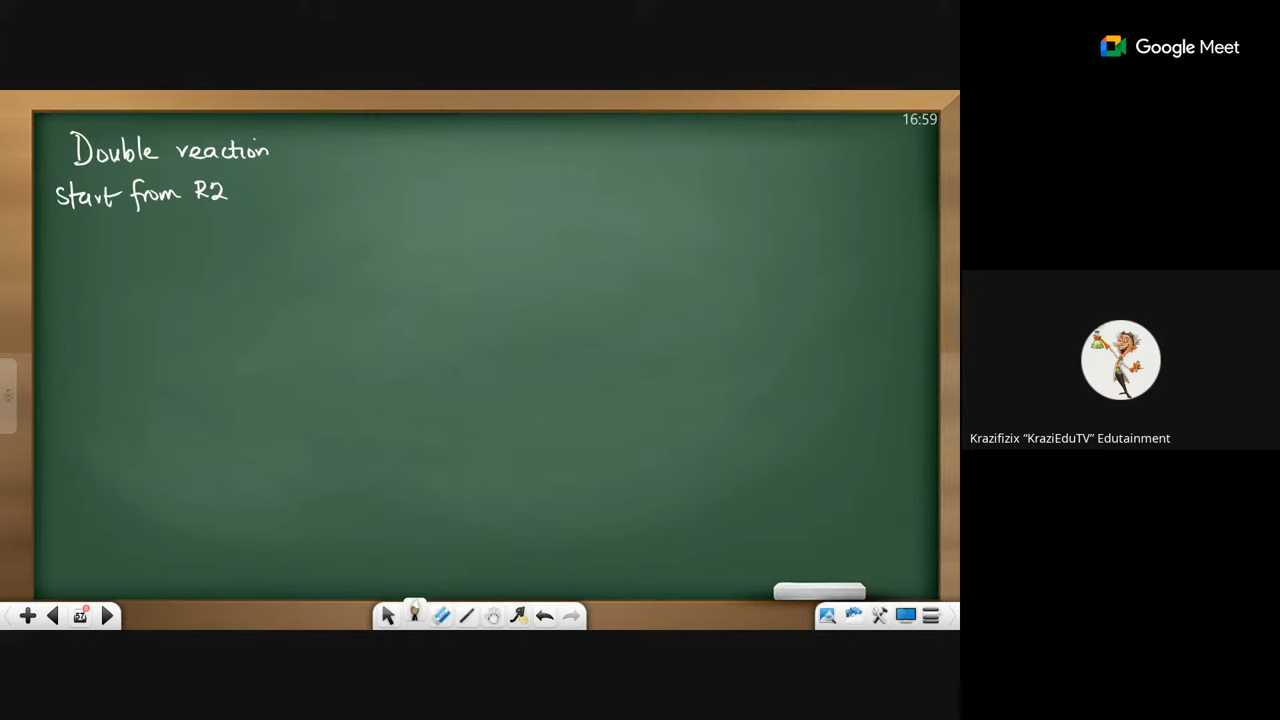 Google Meet
16:59
Double reaction
start from R2
Krazifizix “KraziEduTV” Edutainment